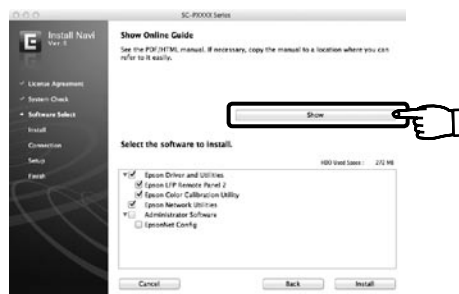 SC-PXXXX Series
E
Install Navi
Ver. E
License Agreement
System Check
Software Select
Install
Connection
Setup
Finish
Show Online Guide
See the PDF/HTML manual. If necessary, copy the manual to a location where you can
refer to it easily.
Show
Select the software to install.
HDD Used Space : 272 MB
Epson Driver and Utilities
Epson LFP Remote Panel 2
Epson Color Calibration Utility
Epson Network Utilities
Administrator Software
EpsonNet Config
Cancel
Back
Install